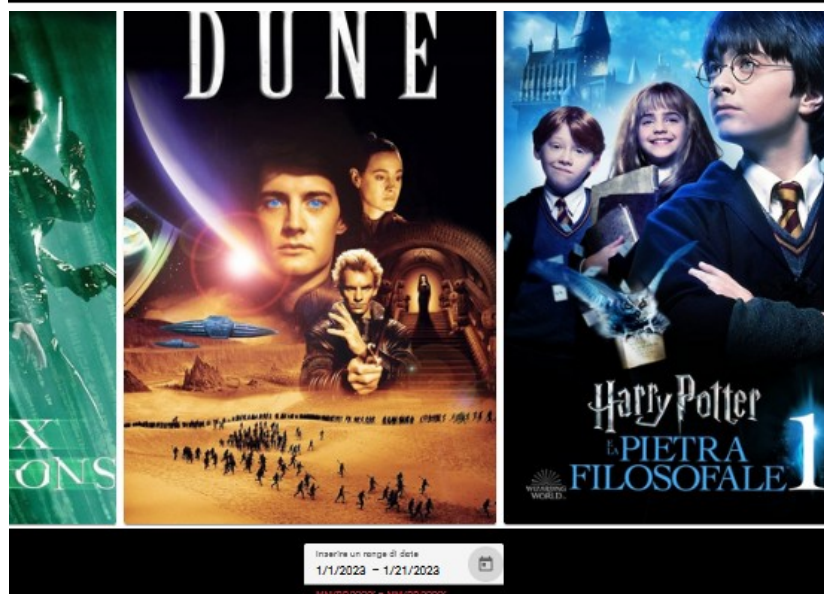 DUNE
X
IONS
Harry Potter
E LA PIETRA
FILOSOFALE
1
WIZARDING
WORLD
Inserire un range di date
1/1/2023 – 1/21/2023